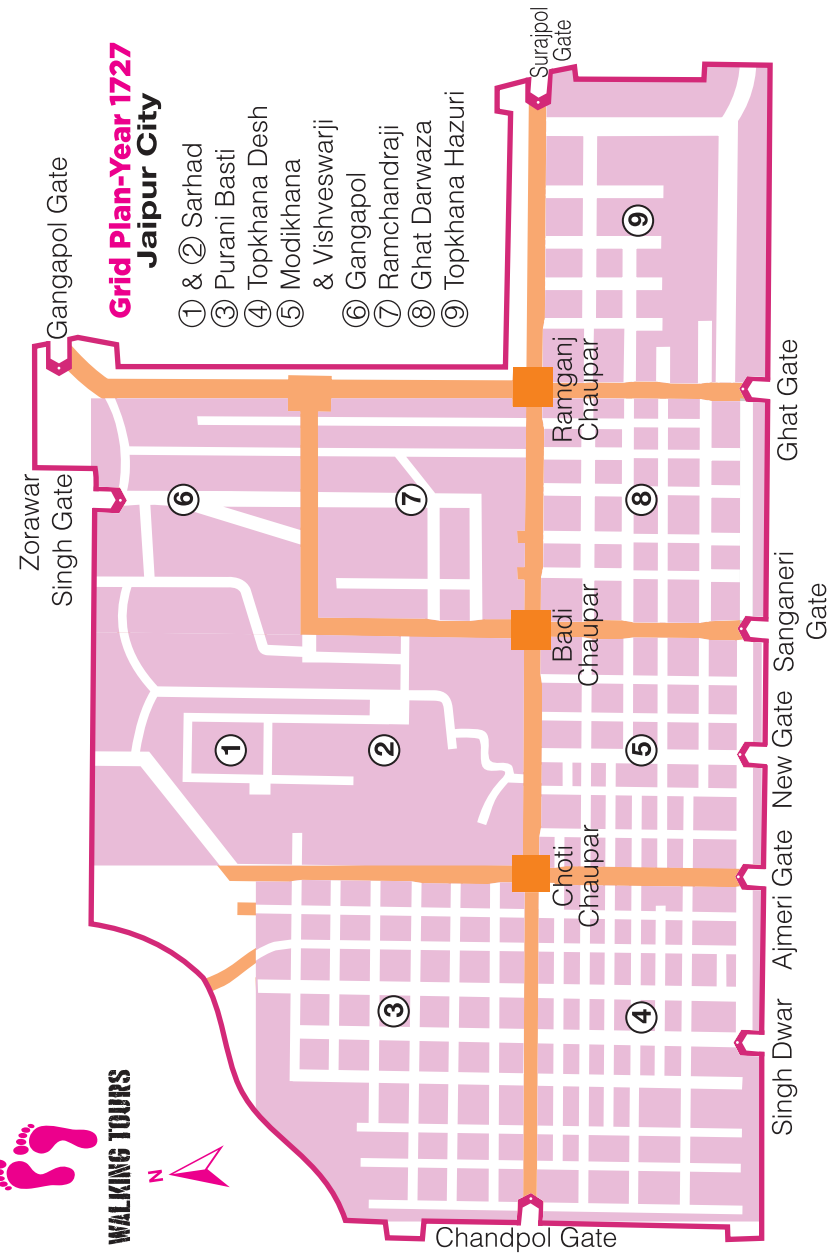 WALKING TOURS
N
Grid Plan-Year 1727
Jaipur City
① & ② Sarhad
③ Purani Basti
④ Topkhana Desh
⑤ Modikhana
& Vishveswarji
⑥ Gangapol
⑦ Ramchandraji
⑧ Ghat Darwaza
⑨ Topkhana Hazuri
Zorawar
Singh Gate
Gangapol Gate
Surajpol
Gate
1
2
3
4
5
6
7
8
9
Choti
Chaupar
Badi
Chaupar
Ramganj
Chaupar
Chandpol Gate
Singh Dwar
Ajmeri Gate
New Gate
Sanganeri
Gate
Ghat Gate